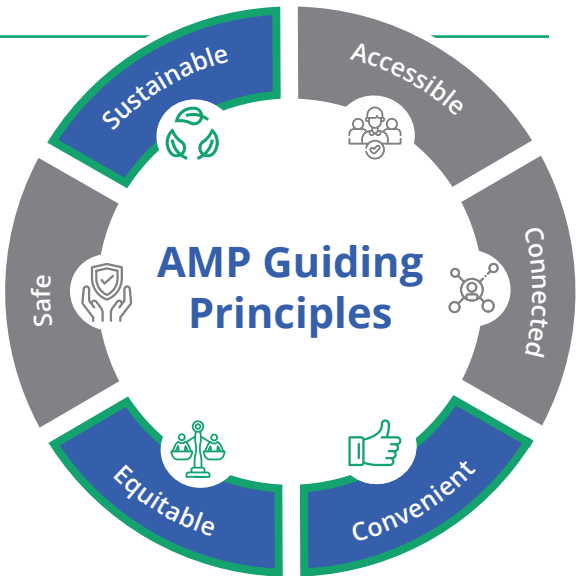 Sustainable
Accessible
Connected
Convenient
Equitable
Safe
AMP Guiding
Principles